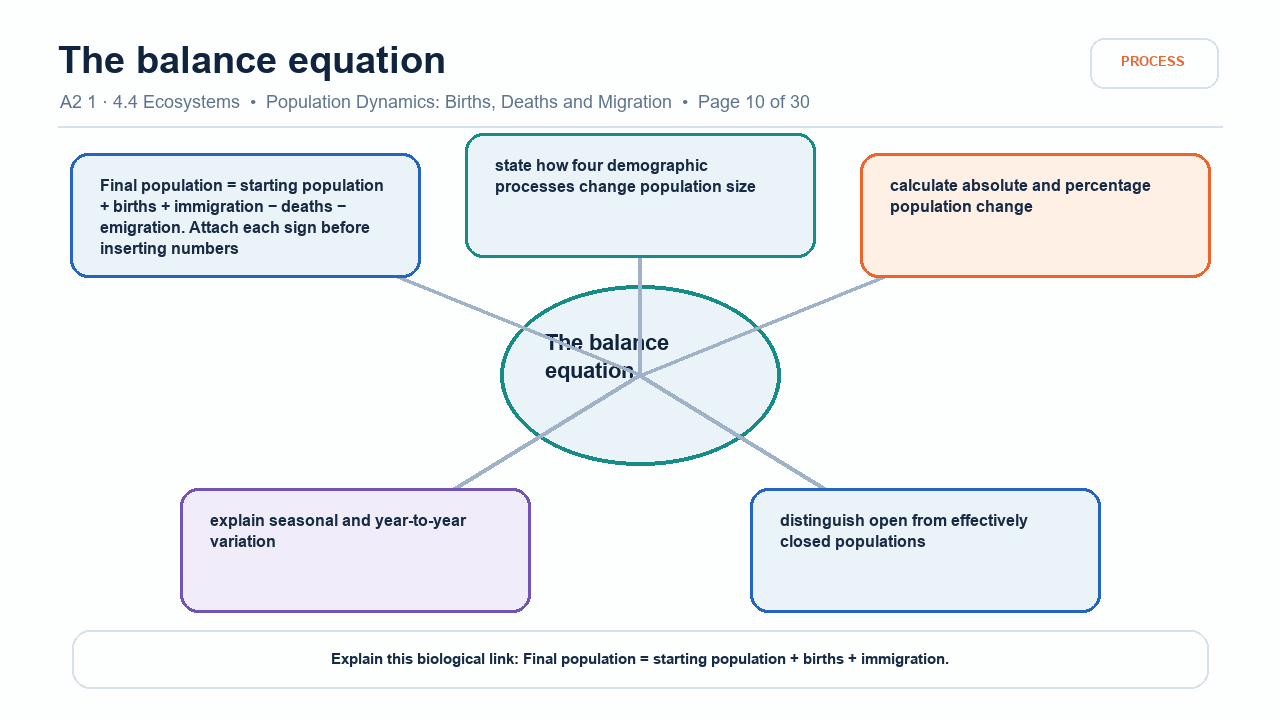 The balance equation
PROCESS
A2 1 · 4.4 Ecosystems • Population Dynamics: Births, Deaths and Migration • Page 10 of 30
Final population = starting population
+ births + immigration − deaths −
emigration. Attach each sign before
inserting numbers
state how four demographic
processes change population size
calculate absolute and percentage
population change
The balance
equation
explain seasonal and year-to-year
variation
distinguish open from effectively
closed populations
Explain this biological link: Final population = starting population + births + immigration.